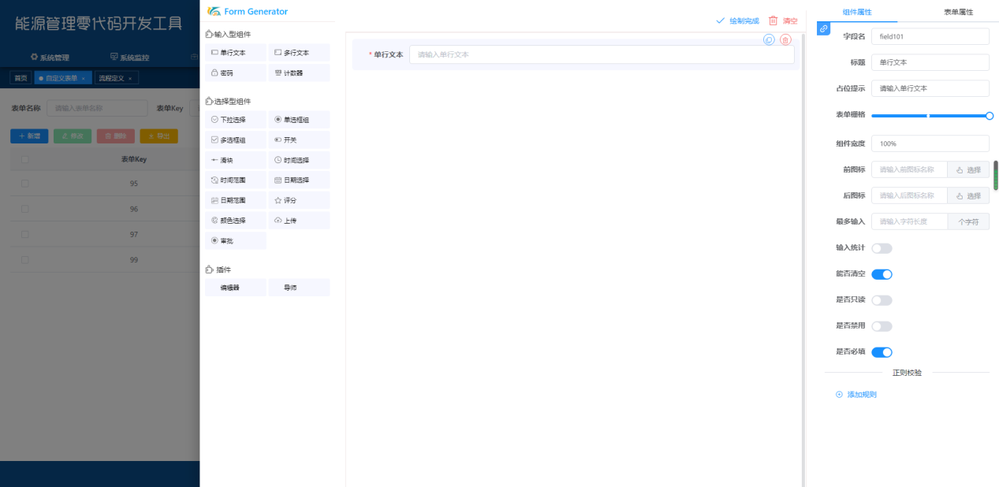 能源管理零代码开发工具
系统管理
系统监控
首页
自定义表单 ×
流程定义 ×
表单名称
请输入表单名称
表单Key
+ 新增
修改
删除
导出
表单Key
95
96
97
99
Form Generator
输入型组件
单行文本
多行文本
密码
计数器
选择型组件
下拉选择
单选框组
多选框组
开关
滑块
时间选择
时间范围
日期选择
日期范围
评分
颜色选择
上传
审批
插件
编辑器
导师
绘制完成
清空
* 单行文本
请输入单行文本
组件属性
表单属性
字段名
field101
标题
单行文本
占位提示
请输入单行文本
表单栅格
组件宽度
100%
前图标
请输入前图标名称
选择
后图标
请输入后图标名称
选择
最多输入
请输入字符长度
个字符
输入统计
能否清空
是否只读
是否禁用
是否必填
正则校验
添加规则